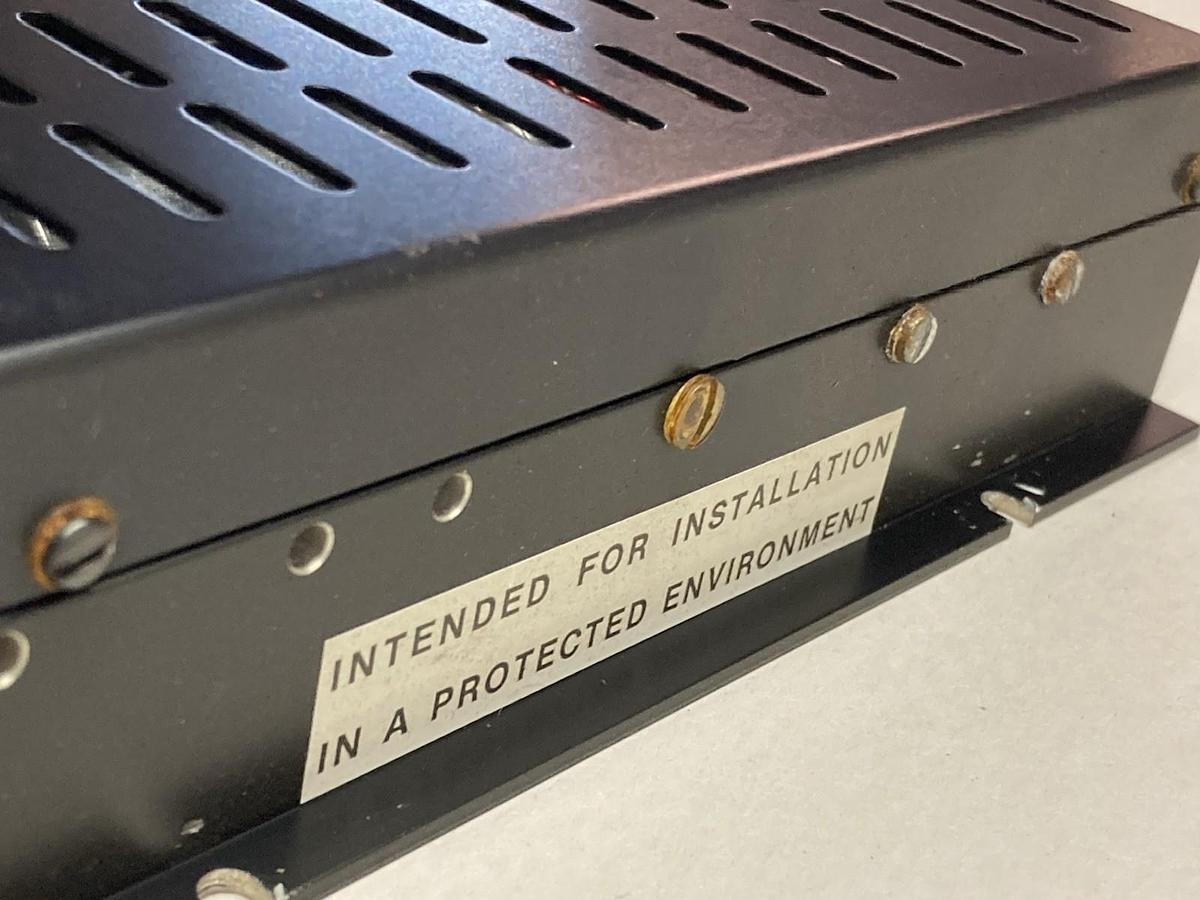 INTENDED FOR INSTALLATION
IN A PROTECTED ENVIRONMENT